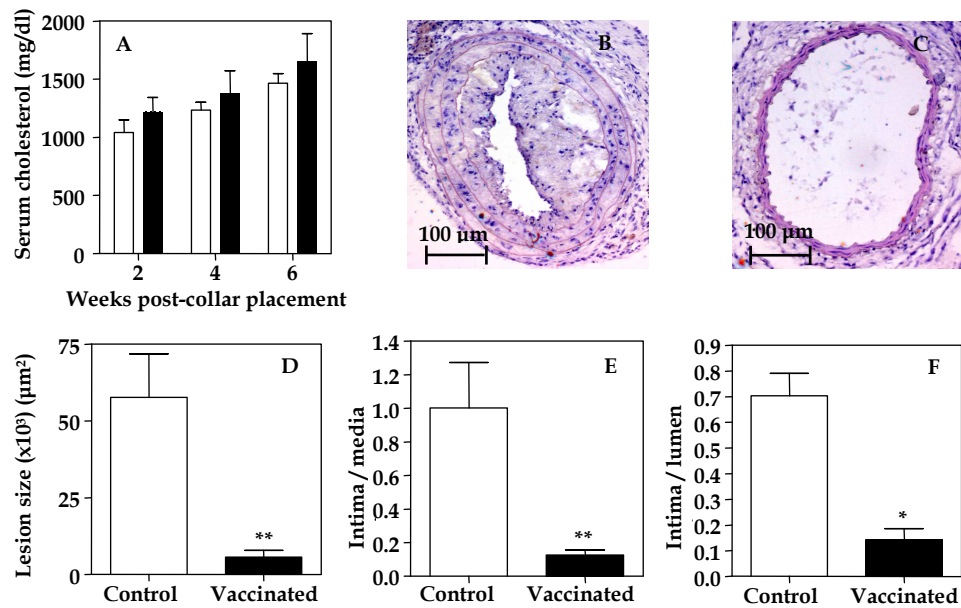 A
Serum cholesterol (mg/dl)
2000
1500
1000
500
0
2 4 6
Weeks post-collar placement
B
100 µm
C
100 µm
D
Lesion size (x10³) (µm²)
75
50
25
0
**
Control Vaccinated
E
Intima/media
1.4
1.2
1.0
0.8
0.6
0.4
0.2
0.0
**
Control Vaccinated
F
Intima/lumen
0.9
0.8
0.7
0.6
0.5
0.4
0.3
0.2
0.1
0.0
*
Control Vaccinated